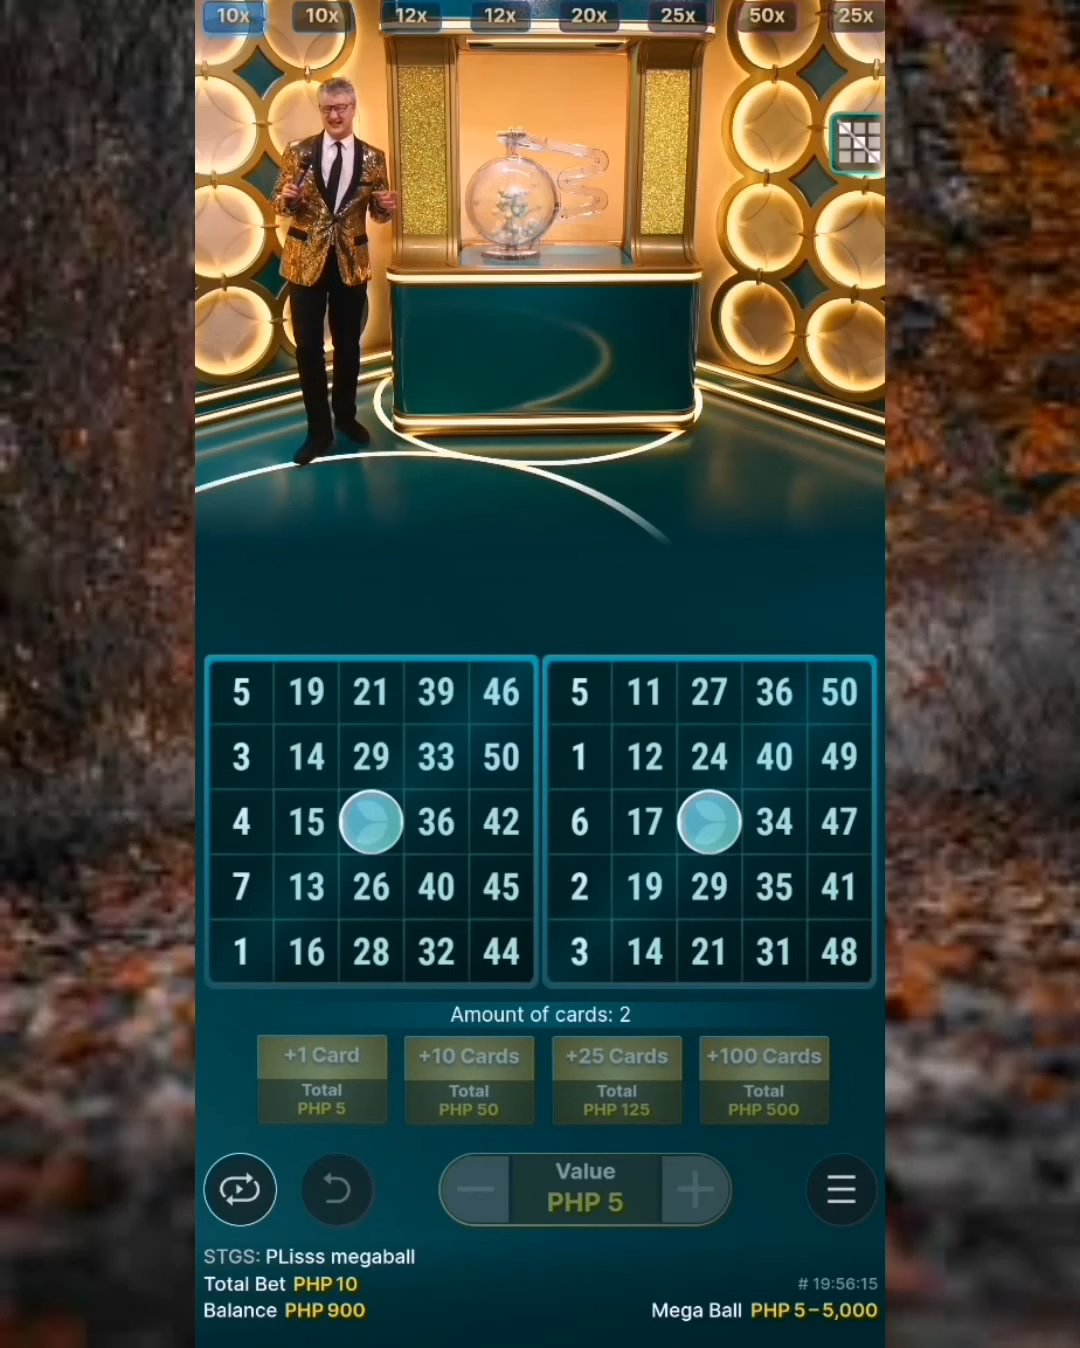 10x 10x 12x 12x 20x 25x 50x 25x
5 19 21 39 46
3 14 29 33 50
4 15 36 42
7 13 26 40 45
1 16 28 32 44
5 11 27 36 50
1 12 24 40 49
6 17 34 47
2 19 29 35 41
3 14 21 31 48
Amount of cards: 2
+1 Card
Total
PHP 5
+10 Cards
Total
PHP 50
+25 Cards
Total
PHP 125
+100 Cards
Total
PHP 500
Value
PHP 5
STGS: PLisss megaball
Total Bet PHP 10
# 19:56:15
Balance PHP 900
Mega Ball PHP 5–5,000